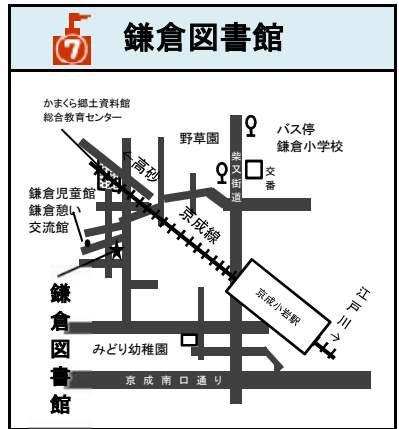 7
鎌倉図書館
かまくら郷土資料館
総合教育センター
野草園
バス停
鎌倉小学校
←高砂
柴又街道
交番
鎌倉児童館
鎌倉憩い
交流館
京成線
鎌倉図書館
京成小岩駅
江戸川→
みどり幼稚園
京成南口通り